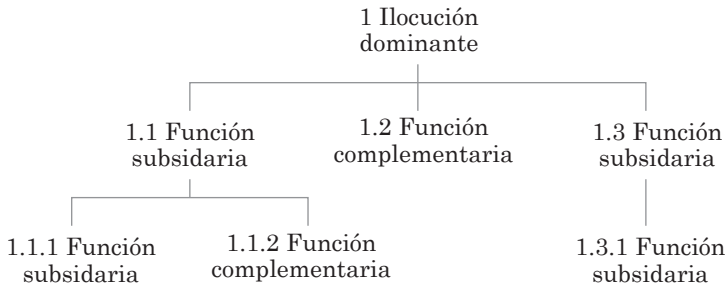 1 Ilocución
dominante
1.1 Función
subsidaria
1.2 Función
complementaria
1.3 Función
subsidaria
1.1.1 Función
subsidaria
1.1.2 Función
complementaria
1.3.1 Función
subsidaria